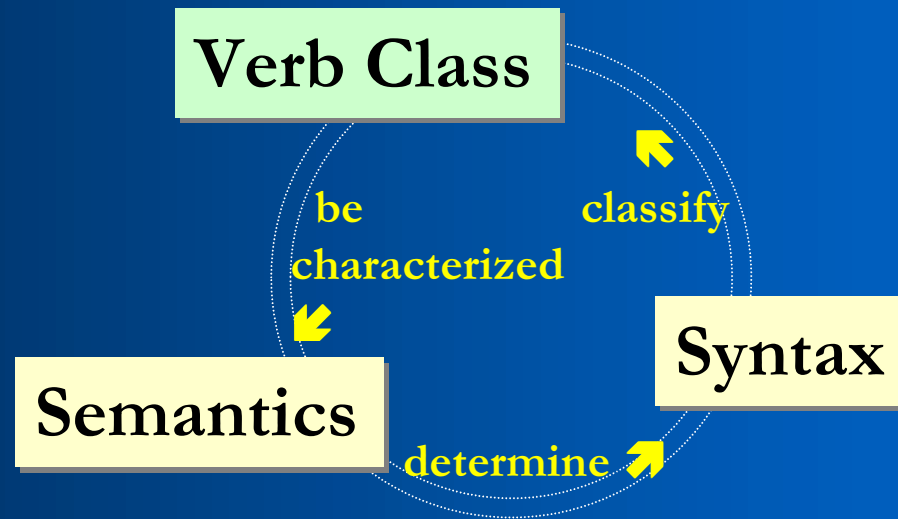 Verb Class
be
characterized
classify
Syntax
Semantics
determine